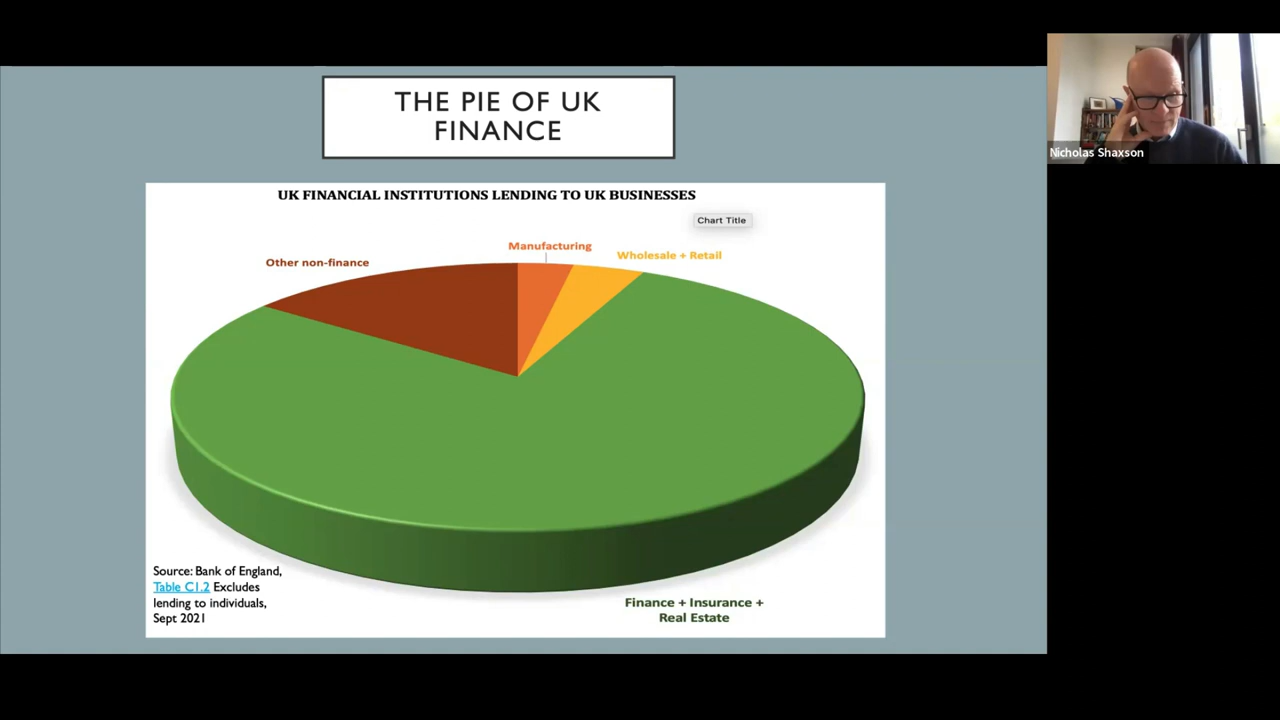 THE PIE OF UK
FINANCE
Nicholas Shaxson
UK FINANCIAL INSTITUTIONS LENDING TO UK BUSINESSES
Chart Title
Manufacturing
Wholesale + Retail
Other non-finance
Source: Bank of England,
Table C1.2 Excludes
lending to individuals,
Sept 2021
Finance + Insurance +
Real Estate